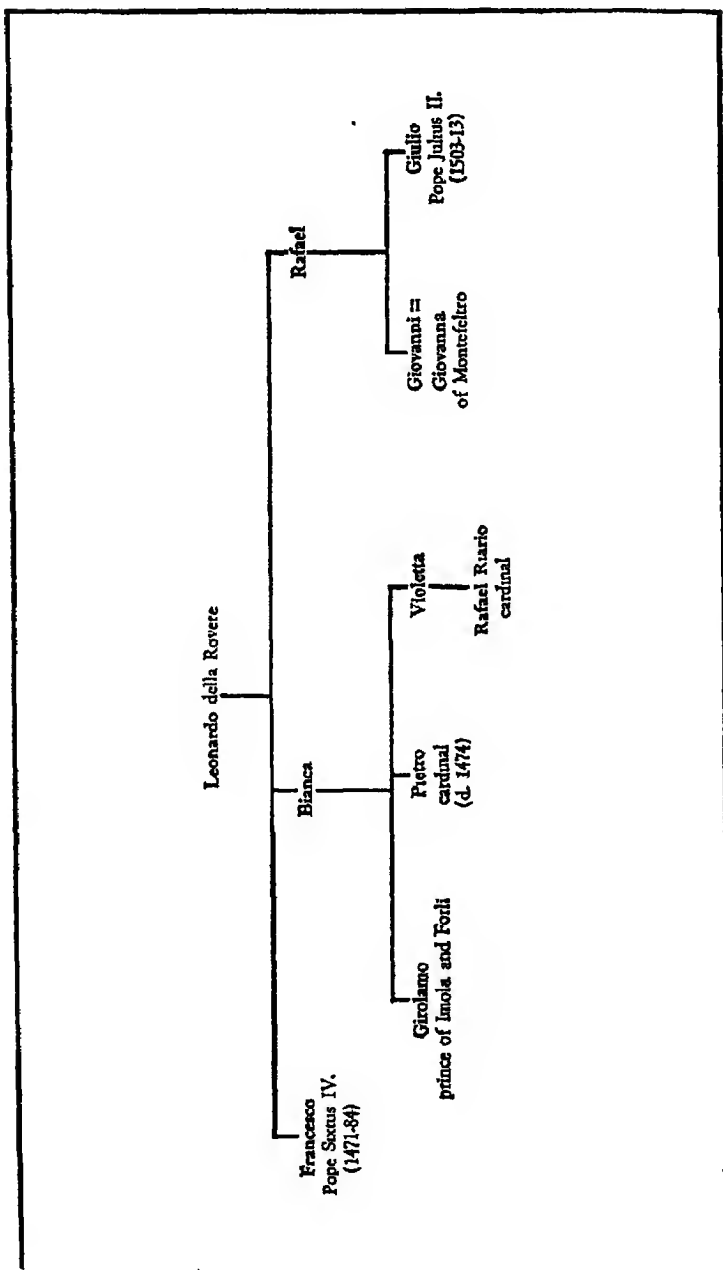 Leonardo della Rovere
Francesco
Pope Sixtus IV.
(1471-84)
Bianca
Rafael
Girolamo
prince of Imola and Forli
Pietro
cardinal
(d. 1474)
Violetta
Giovanni =
Giovanna
of Montefeltro
Giulio
Pope Julius II.
(1503-13)
Rafael Riario
cardinal